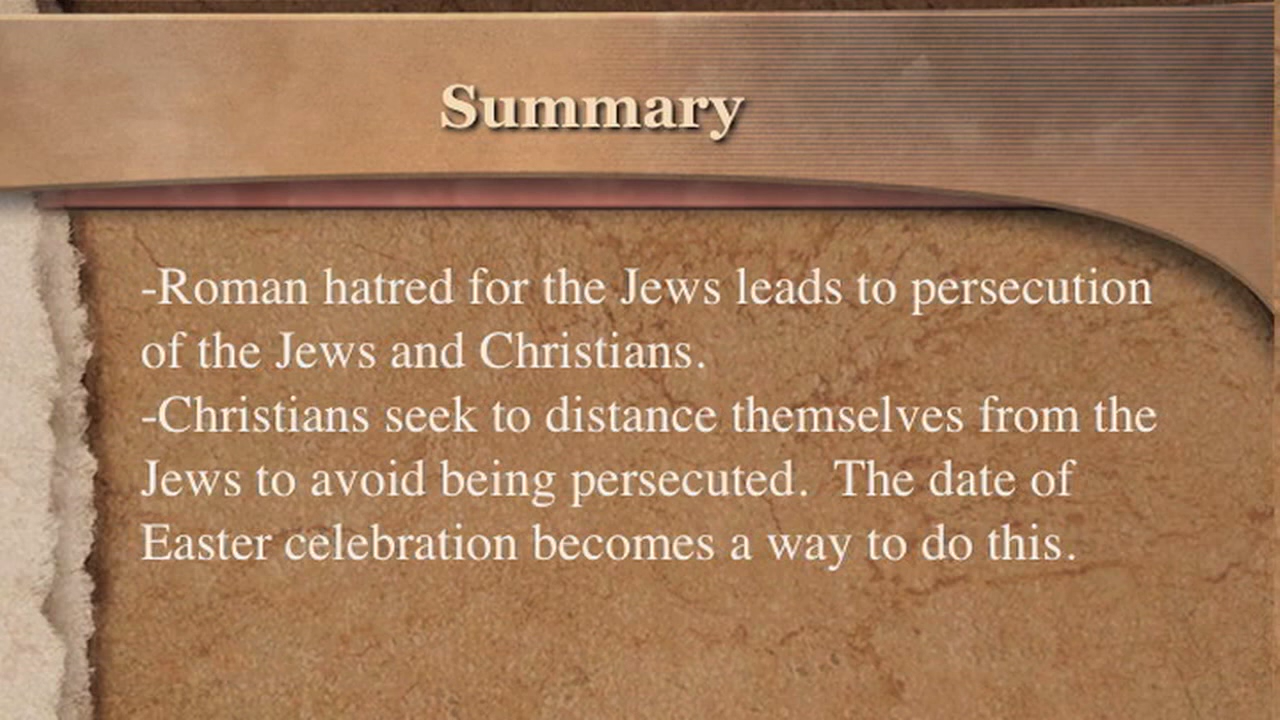 Summary
-Roman hatred for the Jews leads to persecution
of the Jews and Christians.
-Christians seek to distance themselves from the
Jews to avoid being persecuted.  The date of
Easter celebration becomes a way to do this.